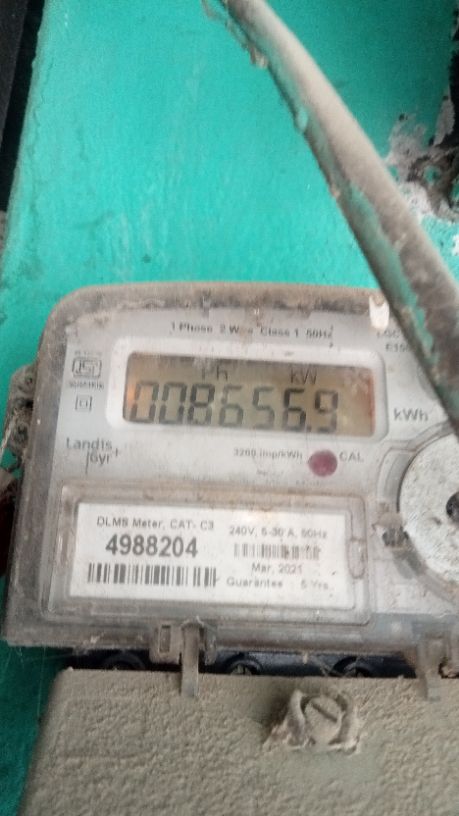 1 Phase 2 Wire Class 1 50Hz
Ph kW
008656.9
kWh
Landis
Gyr+
3200 imp/kWh
CAL
DLMS Meter, CAT- C3
4988204
240V, 5-30 A, 50Hz
Mar, 2021
Guarantee : 5 Yrs.